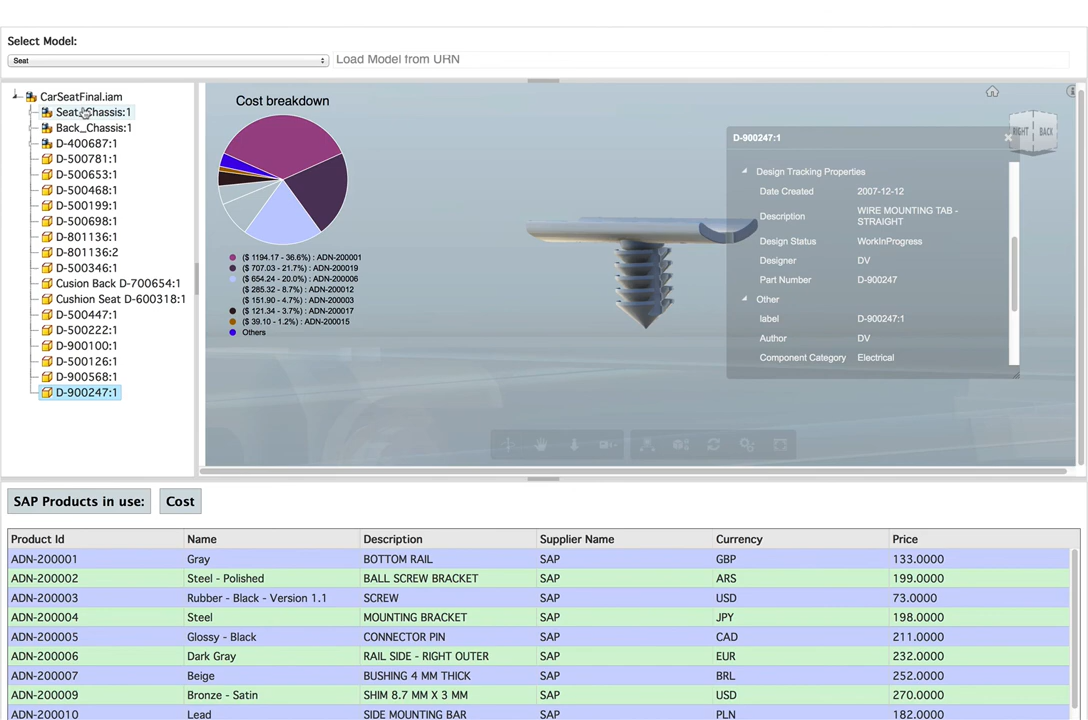 Select Model:
Seat
Load Model from URN
CarSeatFinal.iam
Seat_Chassis:1
Back_Chassis:1
D-400687:1
D-500781:1
D-500653:1
D-500468:1
D-500199:1
D-500698:1
D-801136:1
D-801136:2
D-500346:1
Cusion Back D-700654:1
Cushion Seat D-600318:1
D-500447:1
D-500222:1
D-900100:1
D-500126:1
D-900568:1
D-900247:1
Cost breakdown
($ 1194.17 - 36.6%) : ADN-200001
($ 707.03 - 21.7%) : ADN-200019
($ 654.24 - 20.0%) : ADN-200006
($ 285.32 - 8.7%) : ADN-200012
($ 151.90 - 4.7%) : ADN-200003
($ 121.34 - 3.7%) : ADN-200017
($ 39.10 - 1.2%) : ADN-200015
Others
RIGHT BACK
D-900247:1
Design Tracking Properties
Date Created 2007-12-12
Description WIRE MOUNTING TAB - STRAIGHT
Design Status WorkInProgress
Designer DV
Part Number D-900247
Other
label D-900247:1
Author DV
Component Category Electrical
SAP Products in use: Cost
Product Id Name Description Supplier Name Currency Price
ADN-200001 Gray BOTTOM RAIL SAP GBP 133.0000
ADN-200002 Steel - Polished BALL SCREW BRACKET SAP ARS 199.0000
ADN-200003 Rubber - Black - Version 1.1 SCREW SAP USD 73.0000
ADN-200004 Steel MOUNTING BRACKET SAP JPY 198.0000
ADN-200005 Glossy - Black CONNECTOR PIN SAP CAD 211.0000
ADN-200006 Dark Gray RAIL SIDE - RIGHT OUTER SAP EUR 232.0000
ADN-200007 Beige BUSHING 4 MM THICK SAP BRL 252.0000
ADN-200009 Bronze - Satin SHIM 8.7 MM X 3 MM SAP USD 270.0000
ADN-200010 Lead SIDE MOUNTING BAR SAP PLN 182.0000